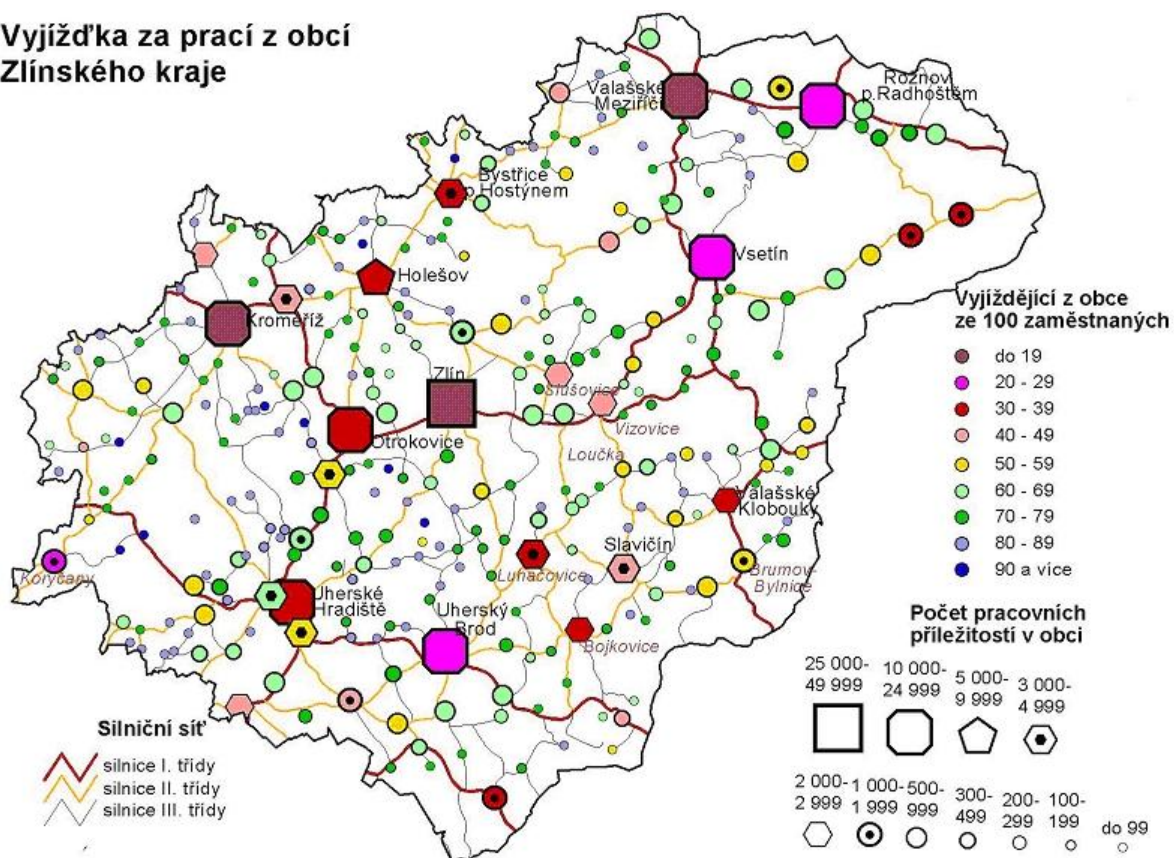 Vyjížďka za prací z obcí
Zlínského kraje
Valašské
Meziříčí
Rožnov
p.Radhoštěm
Bystřice
p.Hostýnem
Vsetín
Holešov
Kroměříž
Zlín
Slušovice
Otrokovice
Vizovice
Loučka
Valašské
Klobouky
Slavičín
Luhačovice
Brumov-
Bylnice
Koryčany
Uherské
Hradiště
Uherský
Brod
Bojkovice
Vyjíždějící z obce
ze 100 zaměstnaných
do 19
20 - 29
30 - 39
40 - 49
50 - 59
60 - 69
70 - 79
80 - 89
90 a více
Počet pracovních
příležitostí v obci
25 000-
49 999
10 000-
24 999
5 000-
9 999
3 000-
4 999
2 000-
2 999
1 000-
1 999
500-
999
300-
499
200-
299
100-
199
do 99
Silniční síť
silnice I. třídy
silnice II. třídy
silnice III. třídy